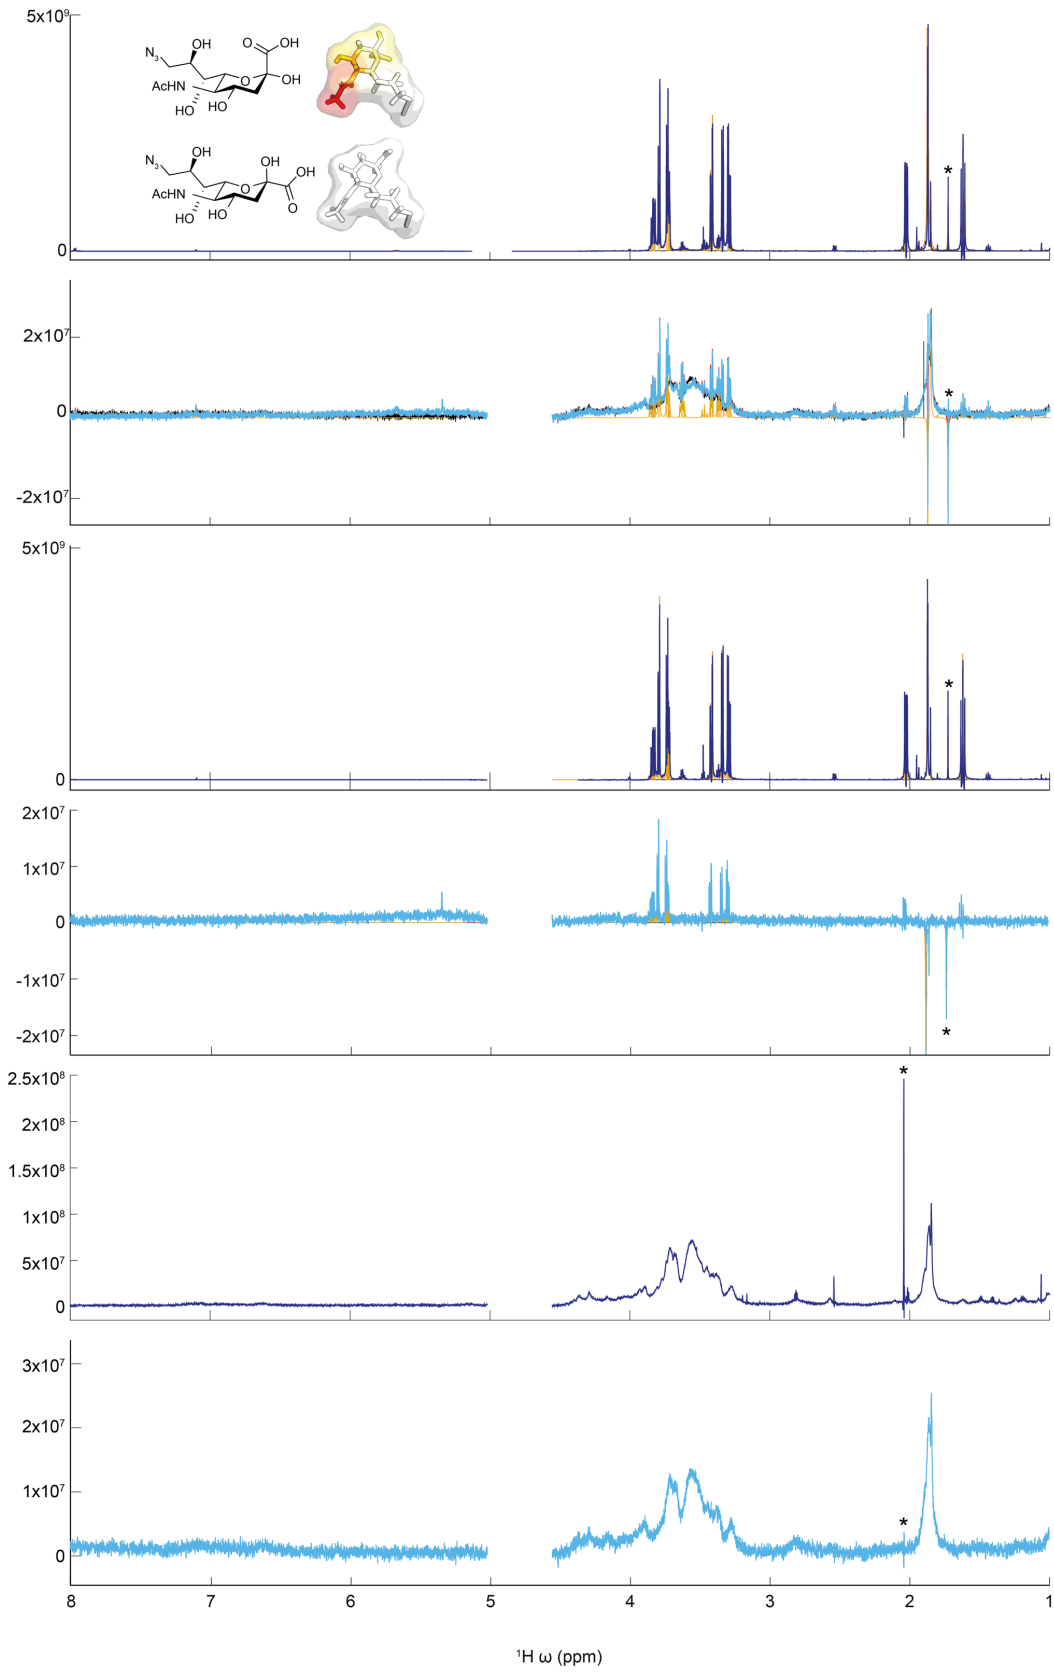 5x10⁹
OH
O
OH
N₃
O
OH
AcHN
HO
HO
OH
OH
N₃
O
OH
AcHN
O
HO
HO
*
0
2x10⁷
*
0
-2x10⁷
5x10⁹
*
0
2x10⁷
1x10⁷
0
-1x10⁷
-2x10⁷
*
2.5x10⁸
*
2x10⁸
1.5x10⁸
1x10⁸
5x10⁷
0
3x10⁷
2x10⁷
1x10⁷
*
0
8 7 6 5 4 3 2 1
¹H ω (ppm)